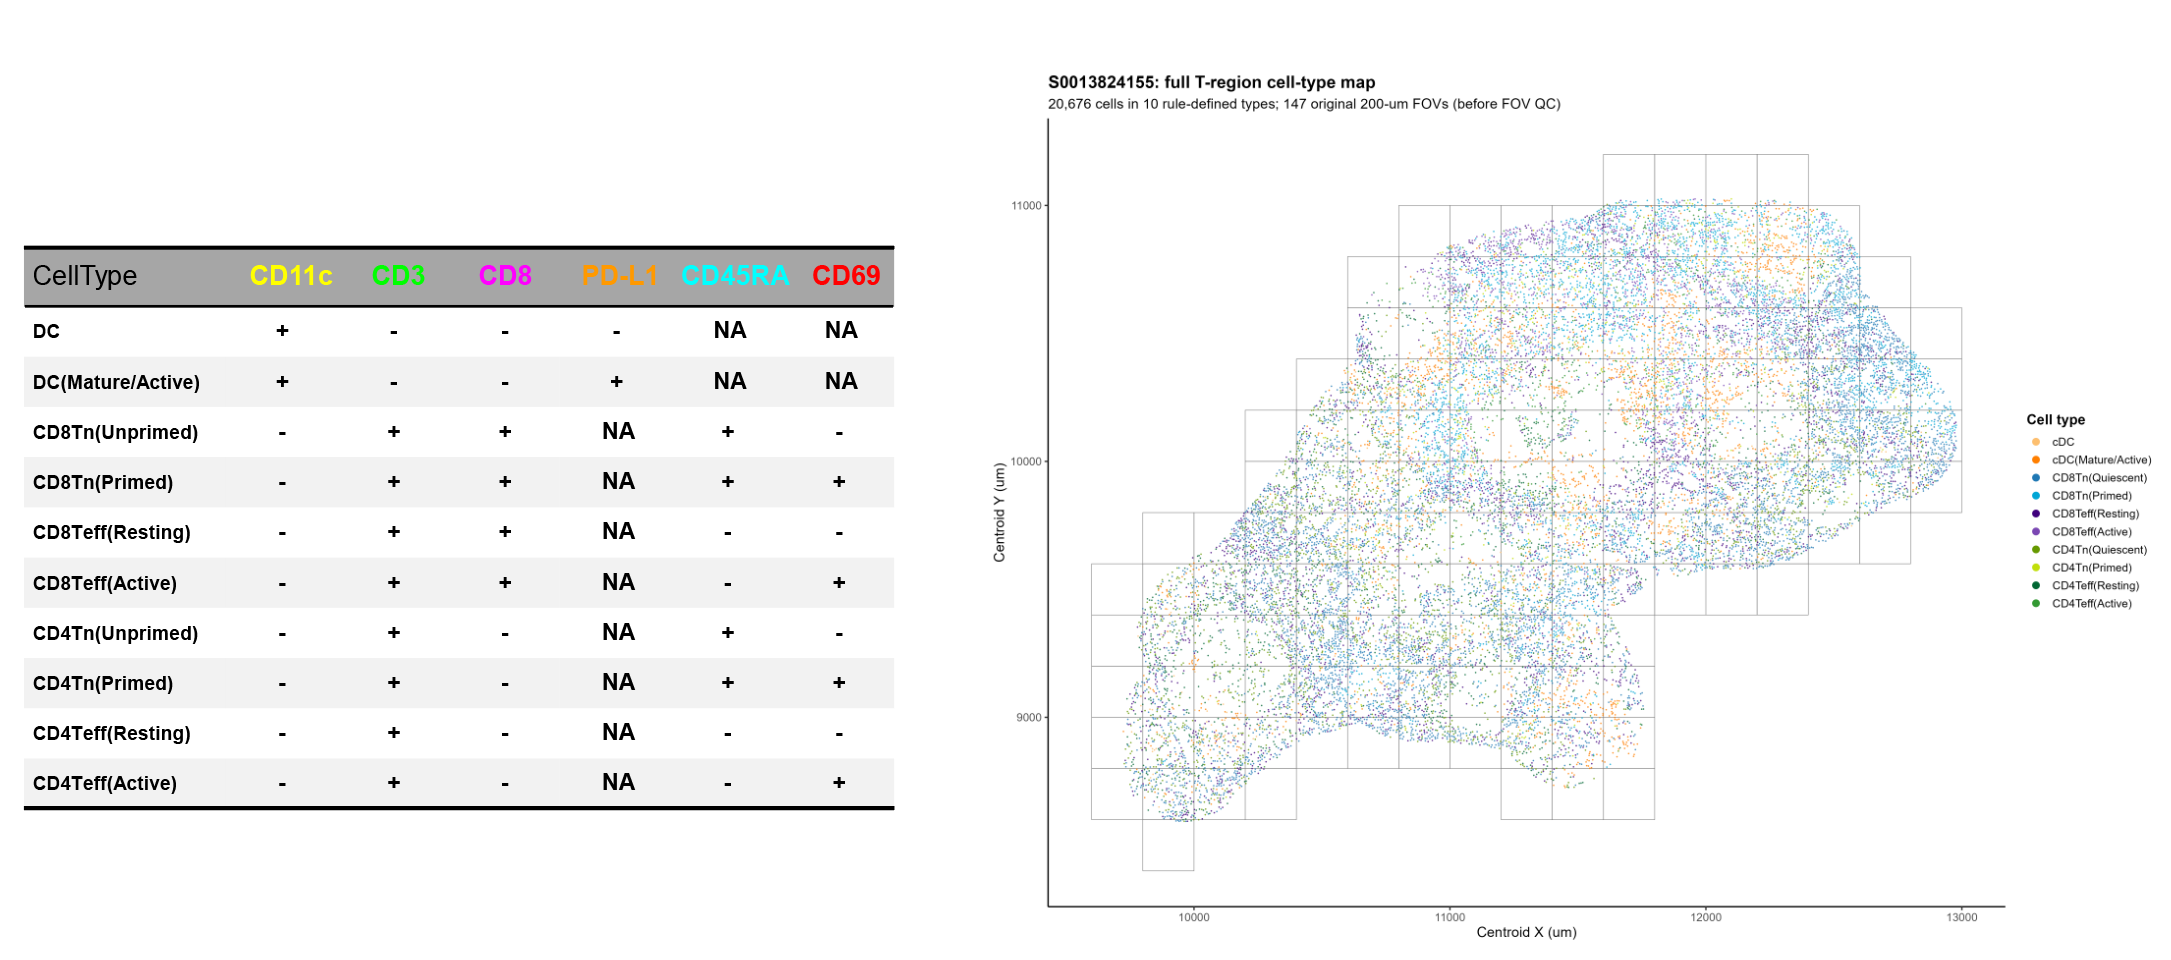 CellType CD11c CD3 CD8 PD-L1 CD45RA CD69
DC + - - - NA NA
DC(Mature/Active) + - - + NA NA
CD8Tn(Unprimed) - + + NA + -
CD8Tn(Primed) - + + NA + +
CD8Teff(Resting) - + + NA - -
CD8Teff(Active) - + + NA - +
CD4Tn(Unprimed) - + - NA + -
CD4Tn(Primed) - + - NA + +
CD4Teff(Resting) - + - NA - -
CD4Teff(Active) - + - NA - +
S0013824155: full T-region cell-type map
20,676 cells in 10 rule-defined types; 147 original 200-um FOVs (before FOV QC)
Centroid Y (um)
11000
10000
9000
10000 11000 12000 13000
Centroid X (um)
Cell type
cDC
cDC(Mature/Active)
CD8Tn(Quiescent)
CD8Tn(Primed)
CD8Teff(Resting)
CD8Teff(Active)
CD4Tn(Quiescent)
CD4Tn(Primed)
CD4Teff(Resting)
CD4Teff(Active)